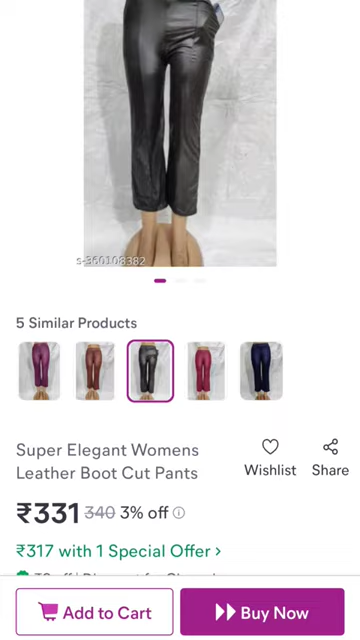 s-360108382
5 Similar Products
Super Elegant Womens
Leather Boot Cut Pants
Wishlist
Share
₹331 340 3% off
₹317 with 1 Special Offer >
Add to Cart
Buy Now